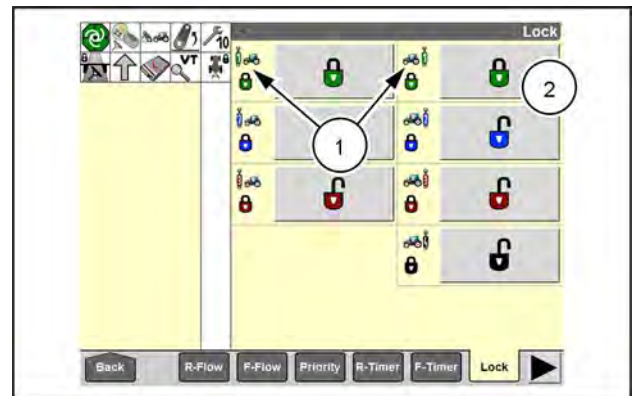 Lock
10
VT
A
1
2
Back
R-Flow
F-Flow
Priority
R-Timer
F-Timer
Lock